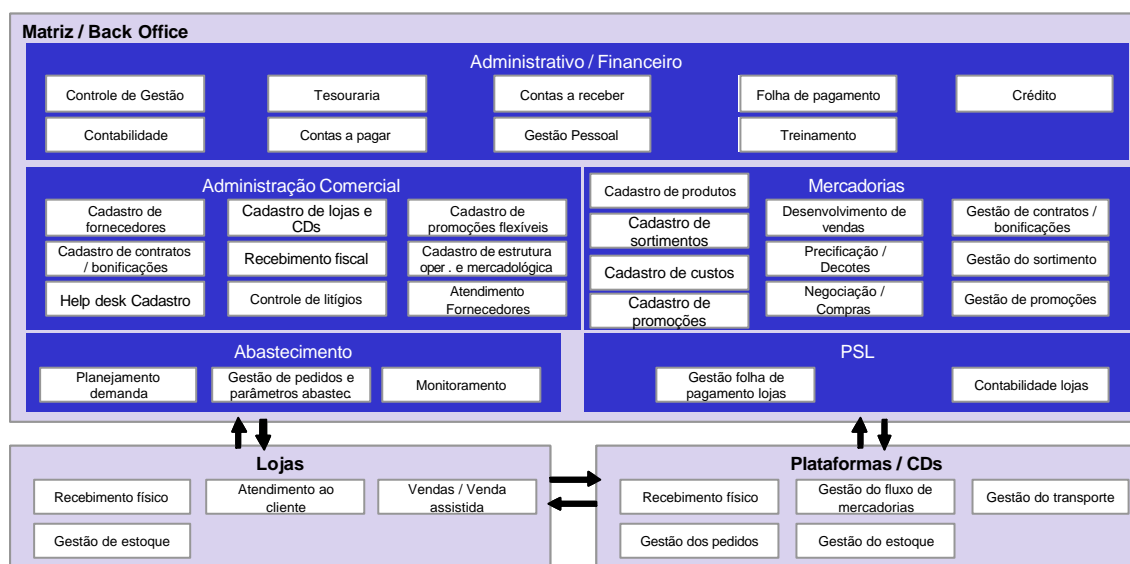 Matriz / Back Office
Administrativo / Financeiro
Controle de Gestão
Tesouraria
Contas a receber
Folha de pagamento
Crédito
Contabilidade
Contas a pagar
Gestão Pessoal
Treinamento
Administração Comercial
Cadastro de
fornecedores
Cadastro de lojas e
CDs
Cadastro de
promoções flexíveis
Cadastro de contratos
/ bonificações
Recebimento fiscal
Cadastro de estrutura
oper . e mercadológica
Help desk Cadastro
Controle de litígios
Atendimento
Fornecedores
Mercadorias
Cadastro de produtos
Desenvolvimento de
vendas
Gestão de contratos /
bonificações
Cadastro de
sortimentos
Precificação /
Decotes
Gestão do sortimento
Cadastro de custos
Negociação /
Compras
Gestão de promoções
Cadastro de
promoções
Abastecimento
Planejamento
demanda
Gestão de pedidos e
parâmetros abastec.
Monitoramento
PSL
Gestão folha de
pagamento lojas
Contabilidade lojas
Lojas
Recebimento físico
Atendimento ao
cliente
Vendas / Venda
assistida
Gestão de estoque
Plataformas / CDs
Recebimento físico
Gestão do fluxo de
mercadorias
Gestão do transporte
Gestão dos pedidos
Gestão do estoque